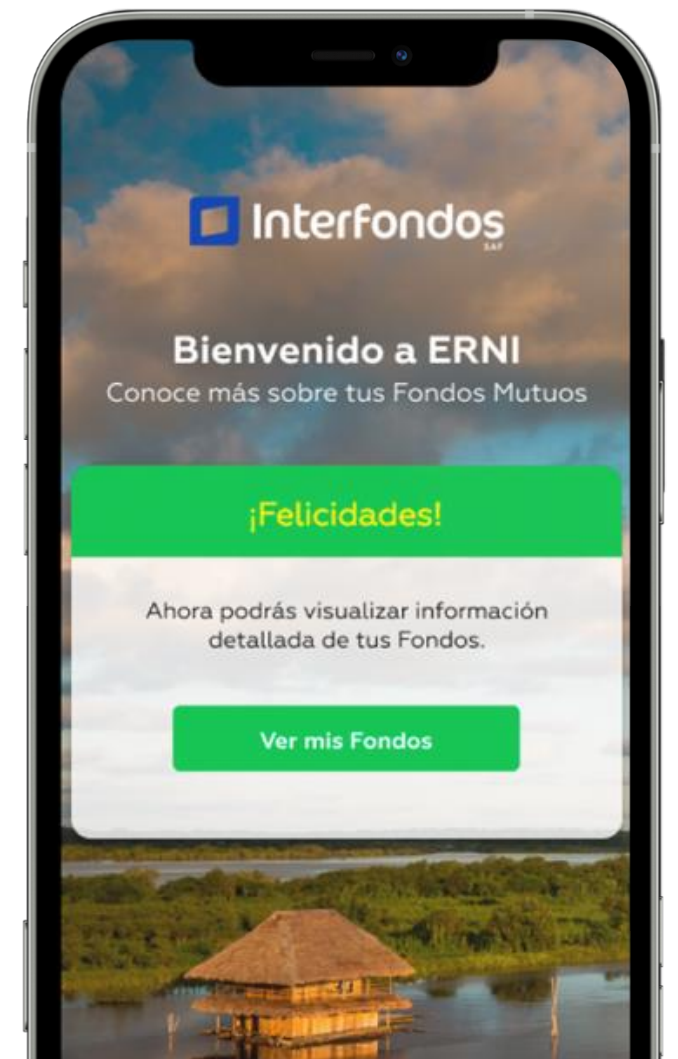 Interfondos
SAF
Bienvenido a ERNI
Conoce más sobre tus Fondos Mutuos
¡Felicidades!
Ahora podrás visualizar información
detallada de tus Fondos.
Ver mis Fondos